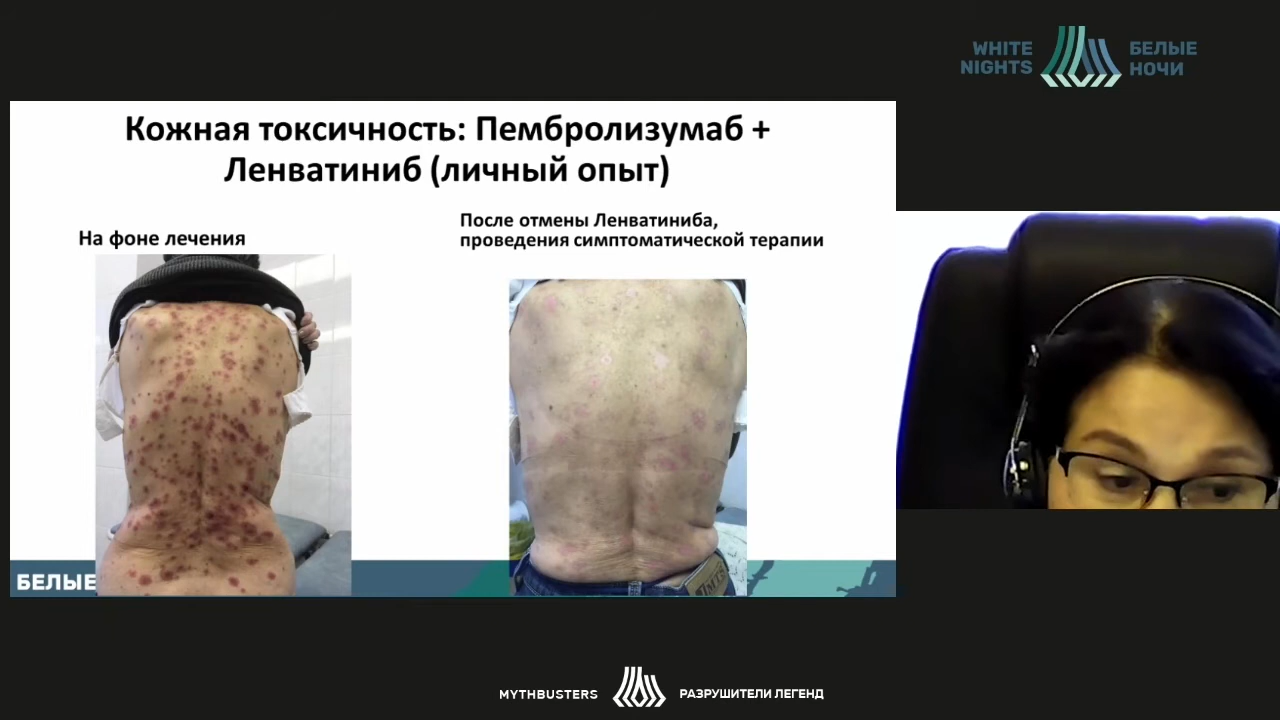 WHITE
NIGHTS
БЕЛЫЕ
НОЧИ
Кожная токсичность: Пембролизумаб +
Ленватиниб (личный опыт)
На фоне лечения
После отмены Ленватиниба,
проведения симптоматической терапии
БЕЛЫЕ
MYTHBUSTERS
РАЗРУШИТЕЛИ ЛЕГЕНД